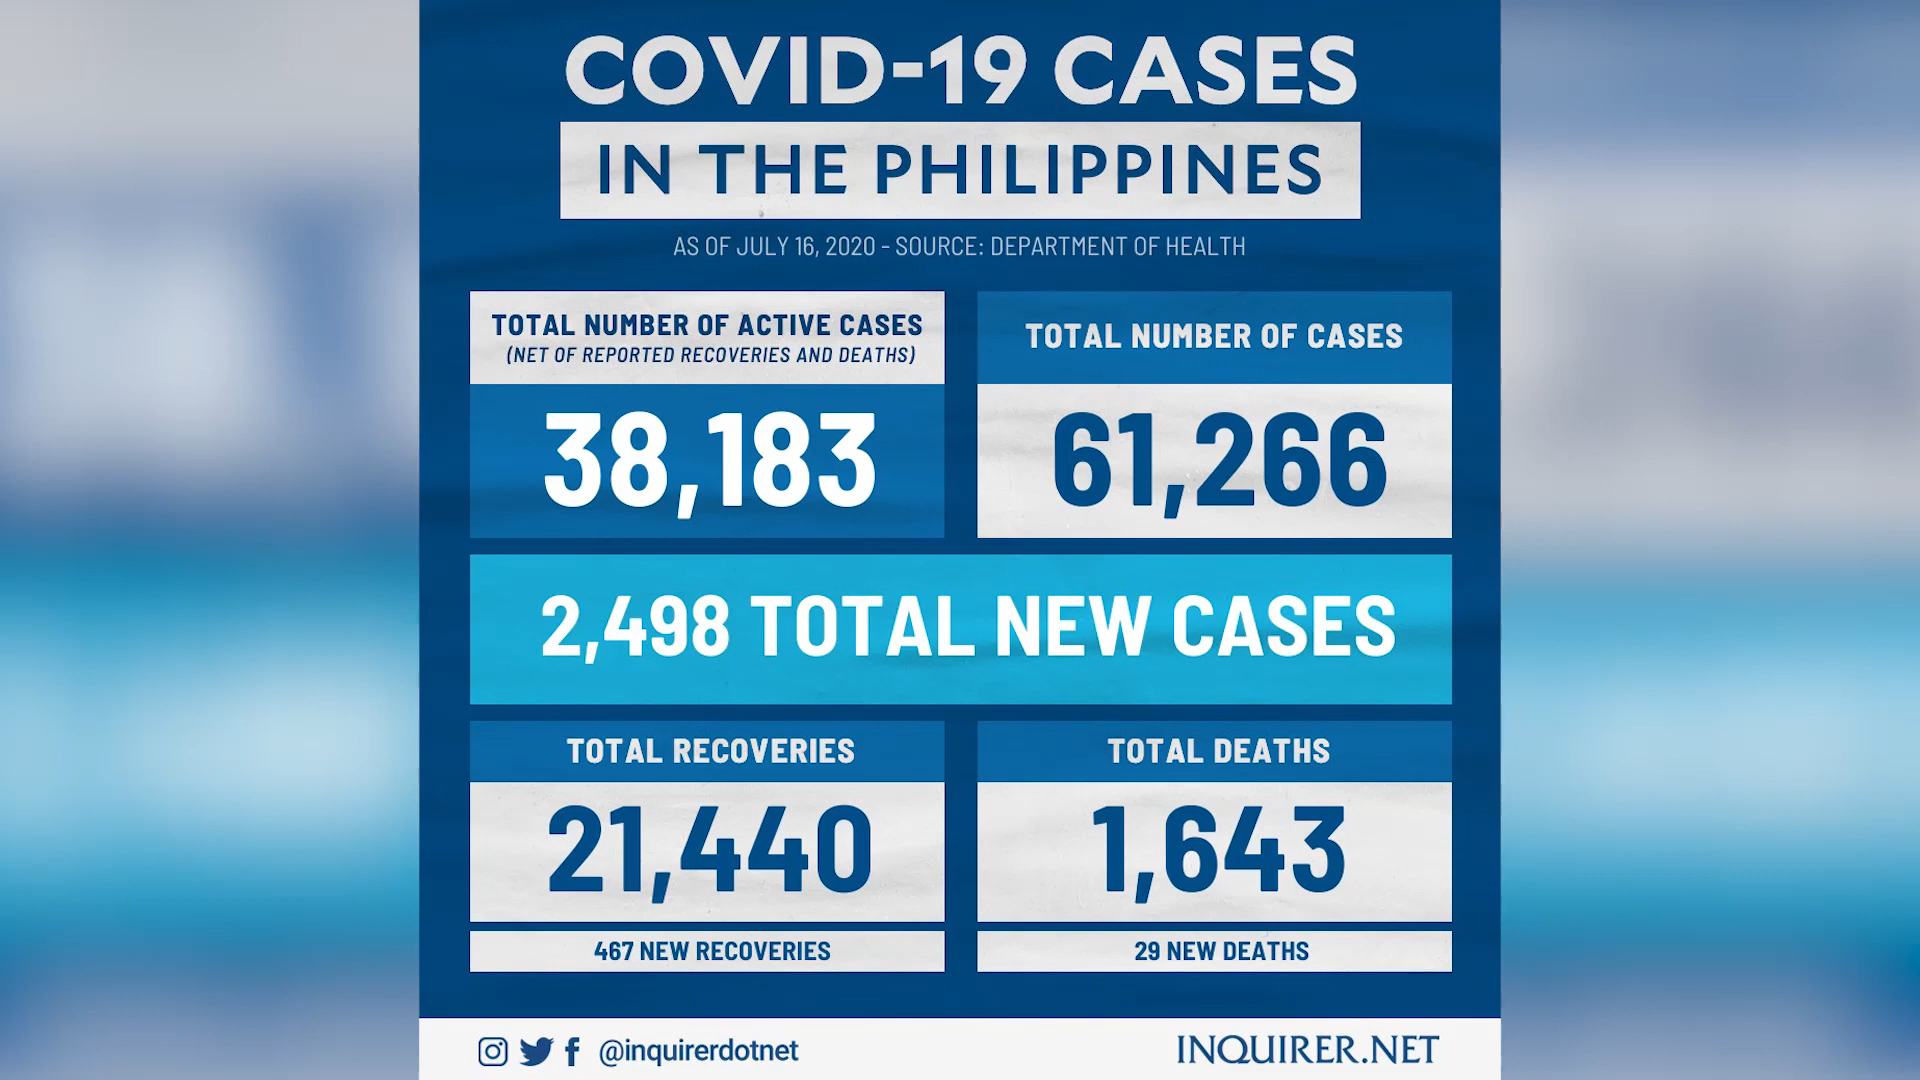 COVID-19 CASES
IN THE PHILIPPINES
AS OF JULY 16, 2020 - SOURCE: DEPARTMENT OF HEALTH
TOTAL NUMBER OF ACTIVE CASES
(NET OF REPORTED RECOVERIES AND DEATHS)
38,183
TOTAL NUMBER OF CASES
61,266
2,498 TOTAL NEW CASES
TOTAL RECOVERIES
21,440
467 NEW RECOVERIES
TOTAL DEATHS
1,643
29 NEW DEATHS
@inquirerdotnet
INQUIRER.NET